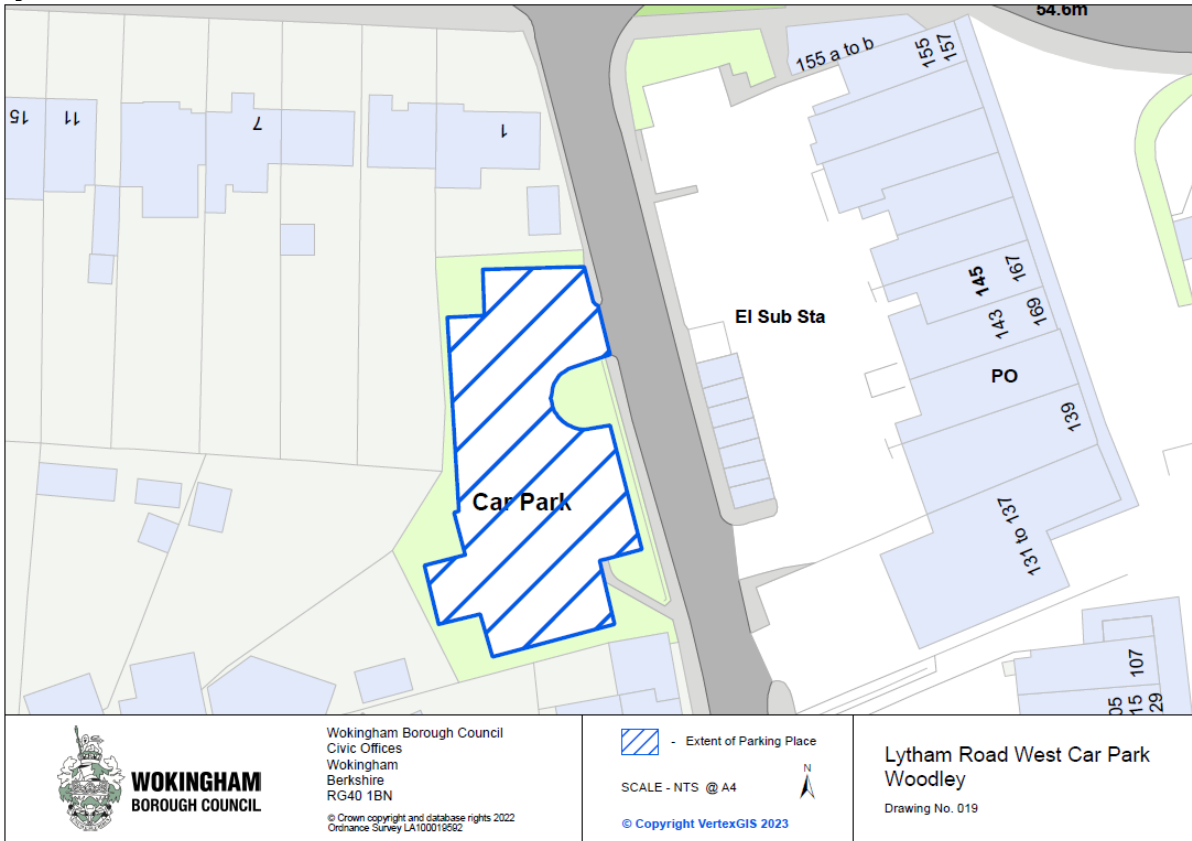 54.6m
155 a to b
155
157
15
11
7
1
145
167
El Sub Sta
143
169
PO
139
Car Park
131 to 137
107
05
15
29
WOKINGHAM
BOROUGH COUNCIL
Wokingham Borough Council
Civic Offices
Wokingham
Berkshire
RG40 1BN
© Crown copyright and database rights 2022
Ordnance Survey LA100019592
- Extent of Parking Place
SCALE - NTS @ A4
N
© Copyright VertexGIS 2023
Lytham Road West Car Park
Woodley
Drawing No. 019